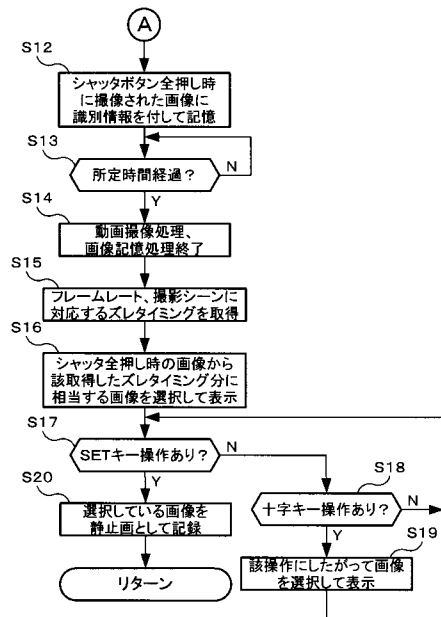 A
S12
シャッタボタン全押し時
に撮像された画像に
識別情報を付して記憶
S13
所定時間経過?
N
Y
S14
動画撮像処理、
画像記憶処理終了
S15
フレームレート、撮影シーンに
対応するズレタイミングを取得
S16
シャッタ全押し時の画像から
該取得したズレタイミング分に
相当する画像を選択して表示
S17
SETキー操作あり?
N
Y
S18
十字キー操作あり?
N
Y
S20
選択している画像を
静止画として記録
S19
該操作にしたがって画像
を選択して表示
リターン